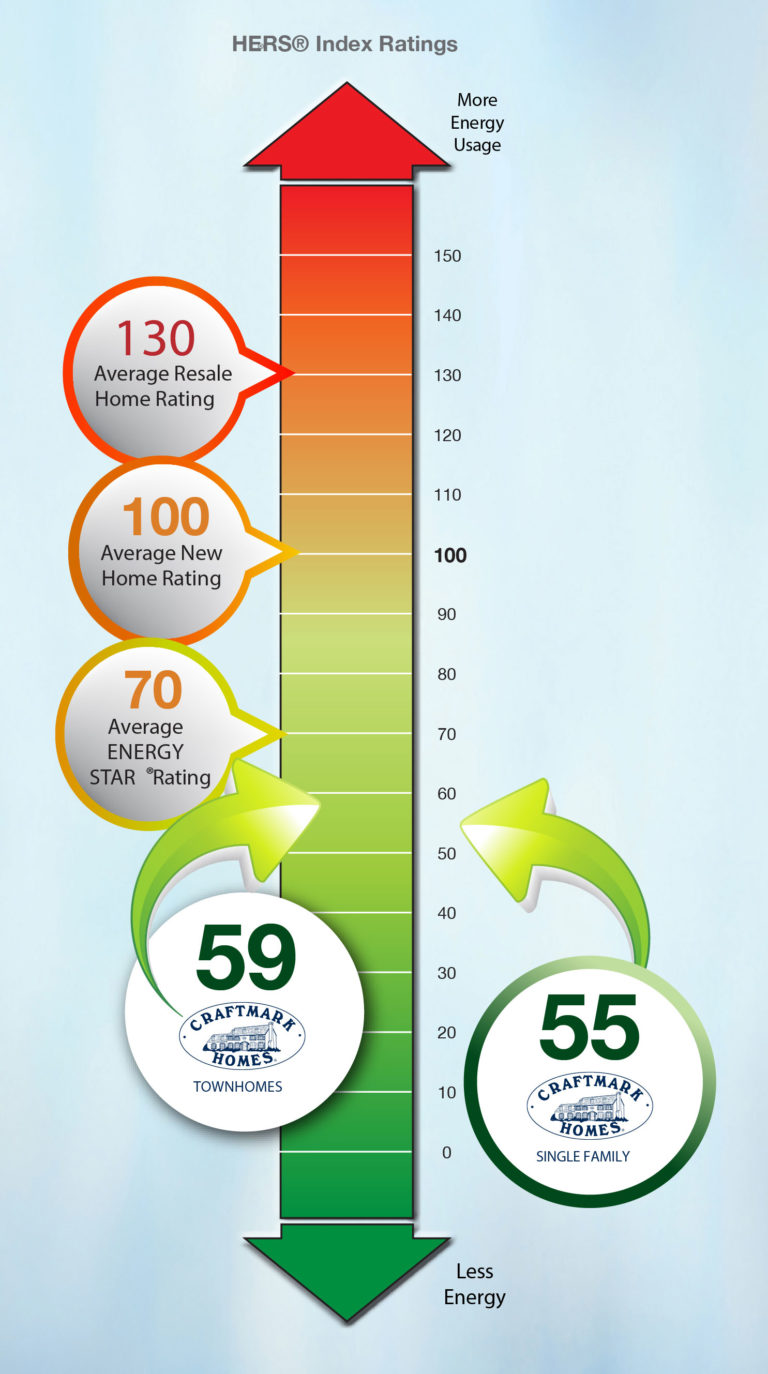 HERS® Index Ratings
More
Energy
Usage
150
140
130
120
110
100
90
80
70
60
50
40
30
20
10
0
130
Average Resale
Home Rating
100
Average New
Home Rating
70
Average
ENERGY
STAR ®Rating
59
CRAFTMARK
HOMES
TOWNHOMES
55
CRAFTMARK
HOMES
SINGLE FAMILY
Less
Energy